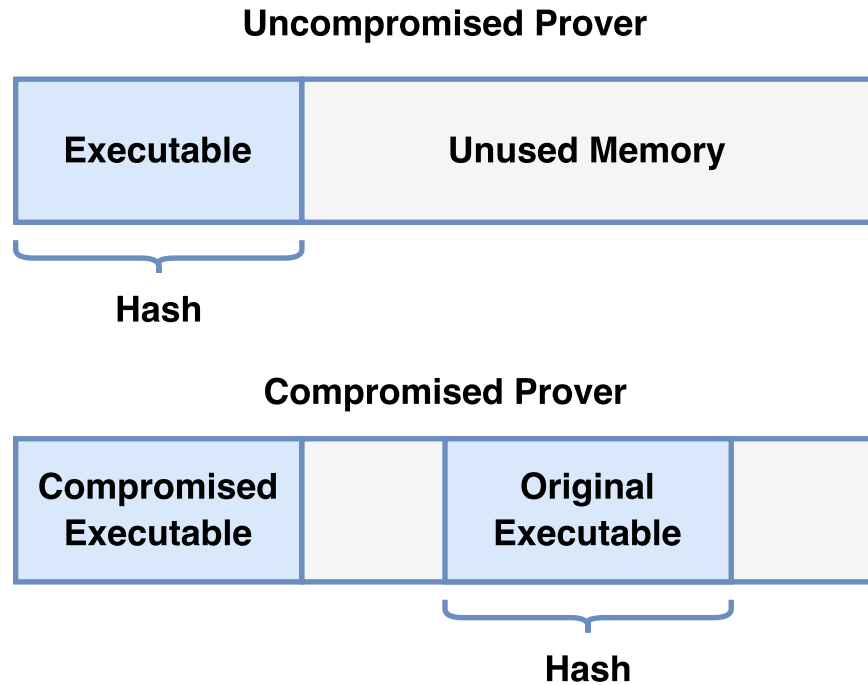 Uncompromised Prover
Executable
Unused Memory
Hash
Compromised Prover
Compromised
Executable
Original
Executable
Hash